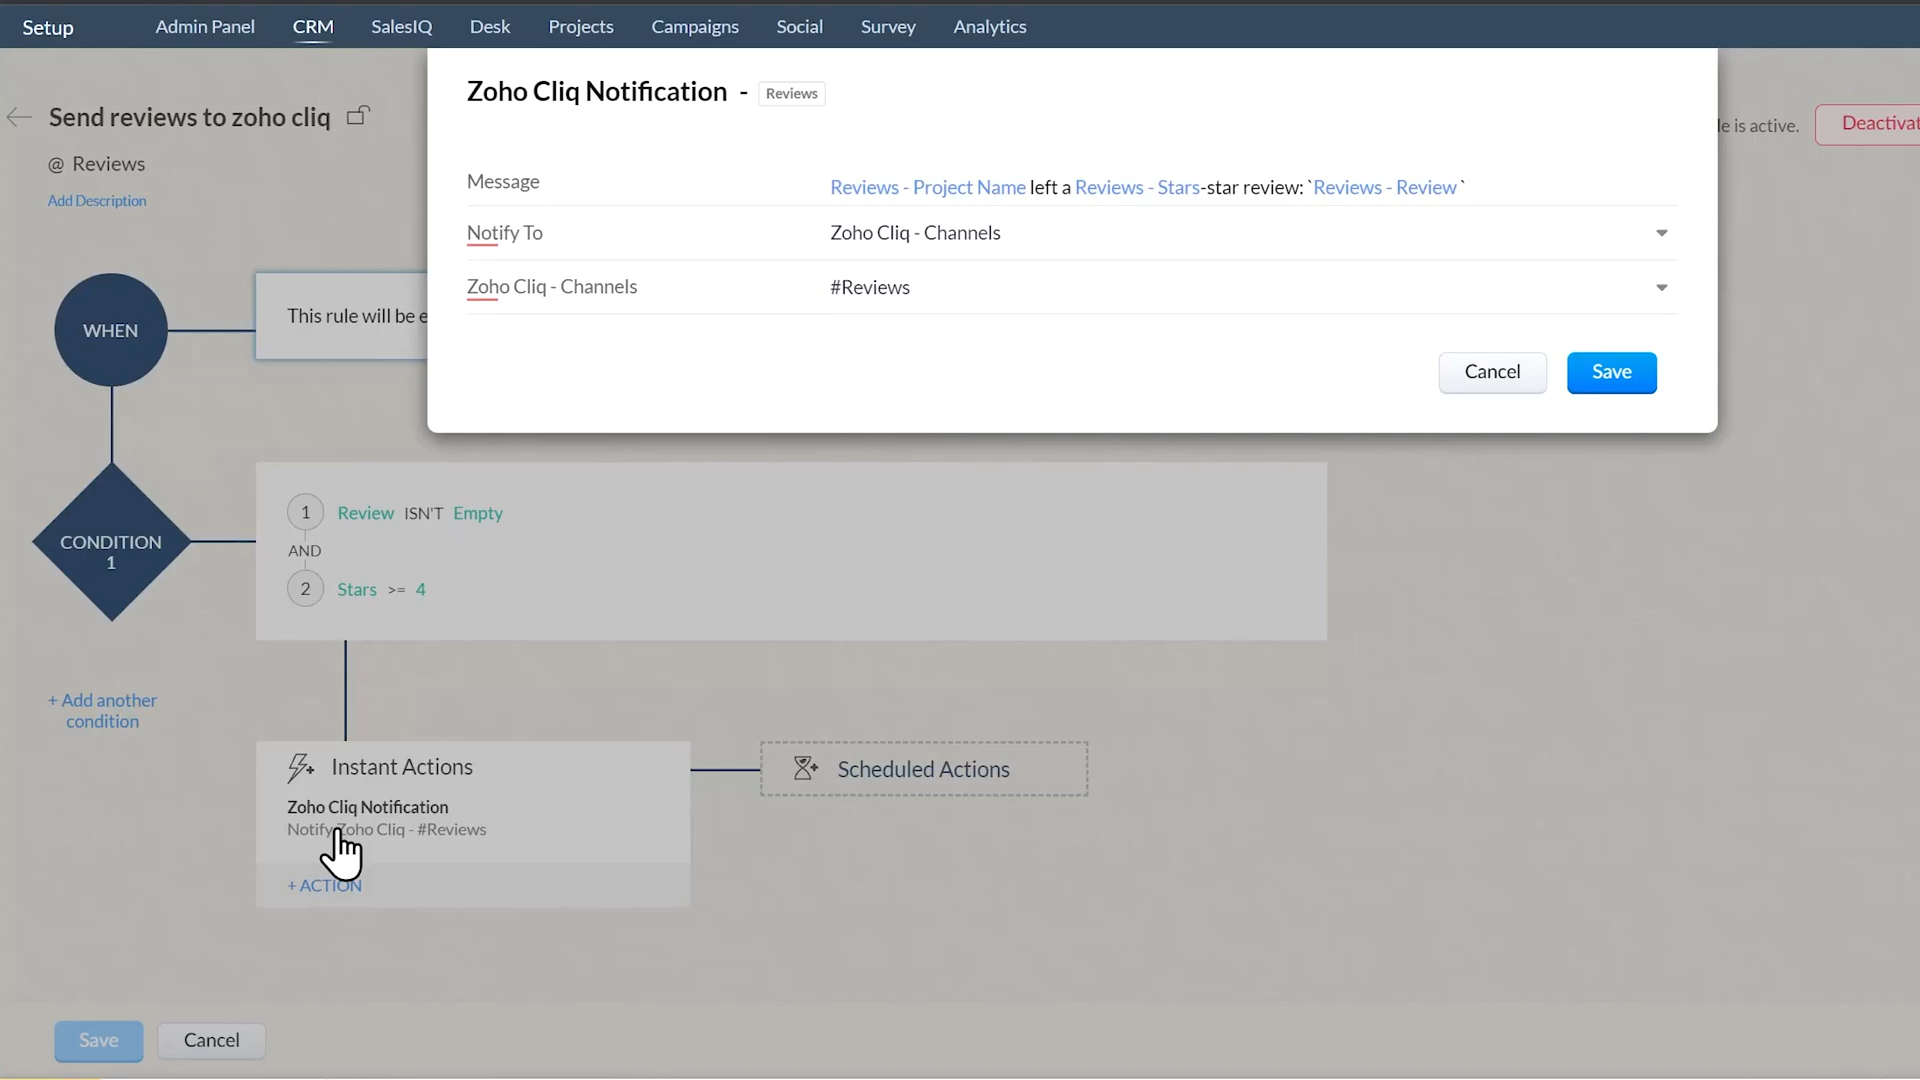 Setup Admin Panel CRM SalesIQ Desk Projects Campaigns Social Survey Analytics
Zoho Cliq Notification - Reviews
Send reviews to zoho cliq
le is active. Deactivat
@ Reviews
Add Description
Message Reviews - Project Name left a Reviews - Stars-star review: `Reviews - Review `
Notify To Zoho Cliq - Channels
Zoho Cliq - Channels #Reviews
WHEN This rule will be e
Cancel Save
CONDITION
1
1 Review ISN'T Empty
AND
2 Stars >= 4
+ Add another
condition
Instant Actions
Scheduled Actions
Zoho Cliq Notification
Notify Zoho Cliq - #Reviews
+ ACTION
Save Cancel